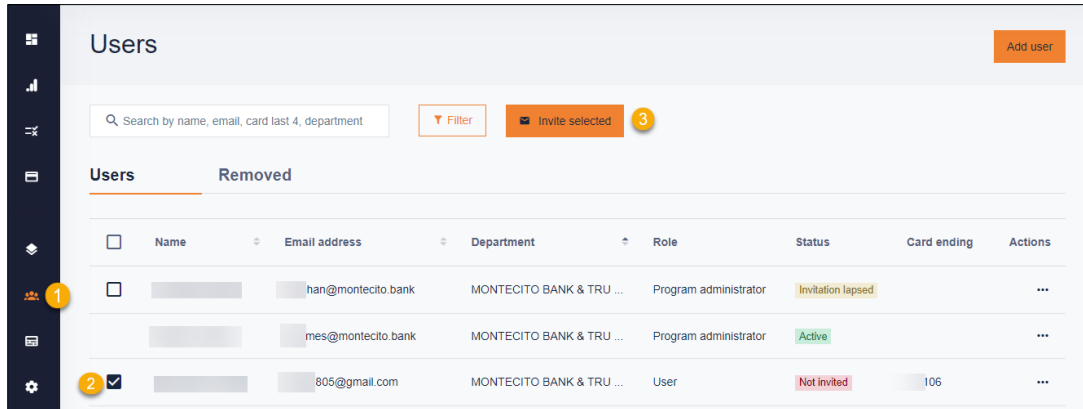 Users
Add user
Search by name, email, card last 4, department
Filter
Invite selected
3
Users Removed
Name Email address Department Role Status Card ending Actions
1
han@montecito.bank MONTECITO BANK & TRU ... Program administrator Invitation lapsed
mes@montecito.bank MONTECITO BANK & TRU ... Program administrator Active
2 805@gmail.com MONTECITO BANK & TRU ... User Not invited 106